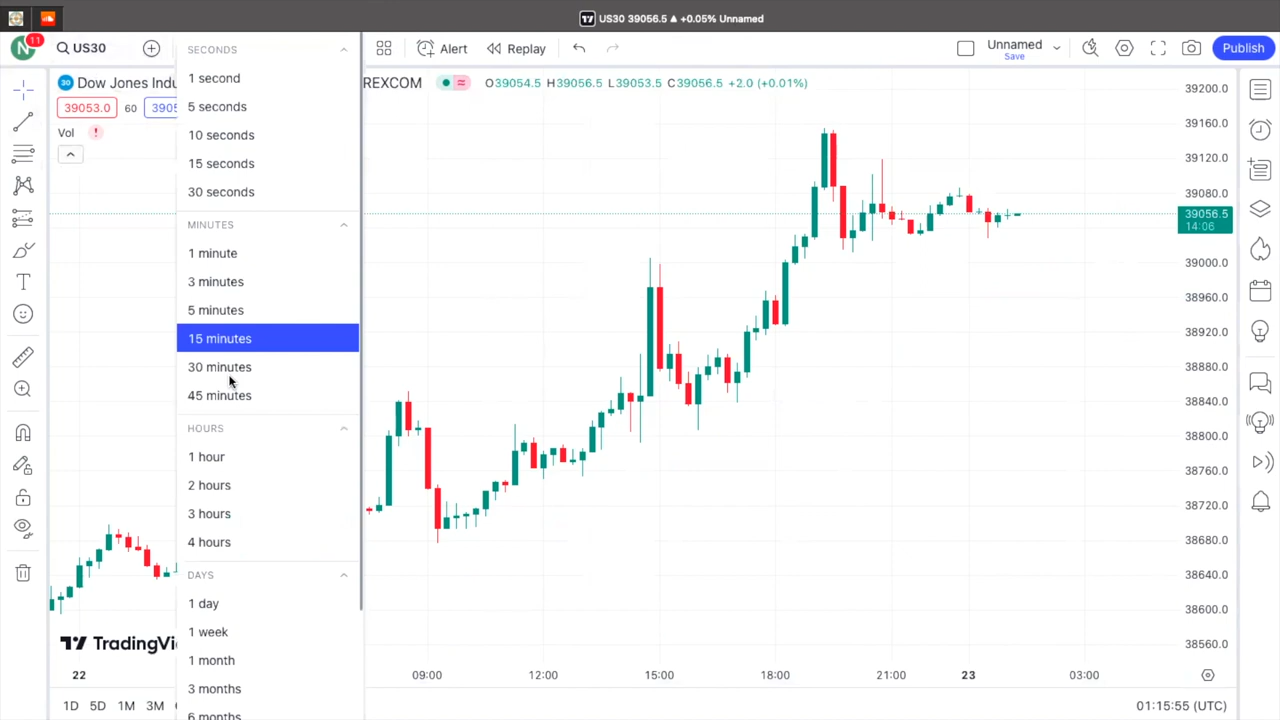 US30 39056.5 ▲ +0.05% Unnamed
N 11 US30
Alert
Replay
Unnamed
Save
Publish
30 Dow Jones Indu
REXCOM
O39054.5 H39056.5 L39053.5 C39056.5 +2.0 (+0.01%)
39053.0 60 3905
Vol !
SECONDS
1 second
5 seconds
10 seconds
15 seconds
30 seconds
MINUTES
1 minute
3 minutes
5 minutes
15 minutes
30 minutes
45 minutes
HOURS
1 hour
2 hours
3 hours
4 hours
DAYS
1 day
1 week
1 month
3 months
6 months
39200.0
39160.0
39120.0
39080.0
39056.5
14:06
39000.0
38960.0
38920.0
38880.0
38840.0
38800.0
38760.0
38720.0
38680.0
38640.0
38600.0
38560.0
TradingVi
22 09:00 12:00 15:00 18:00 21:00 23 03:00
1D 5D 1M 3M
01:15:55 (UTC)